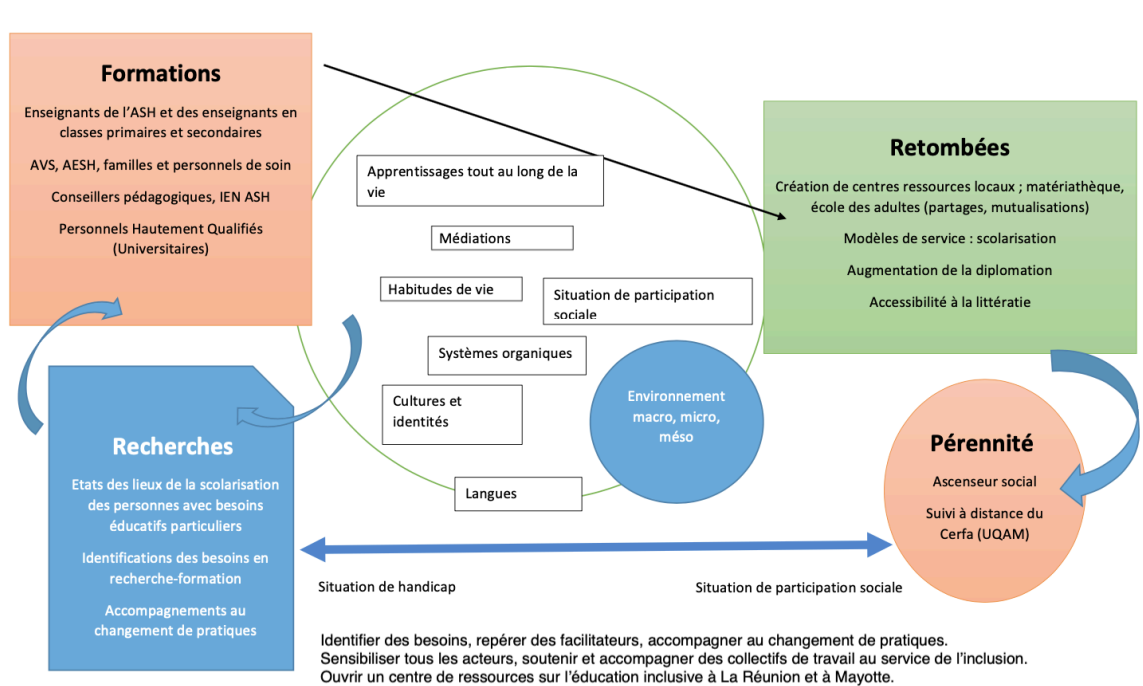 Formations
Enseignants de l'ASH et des enseignants en
classes primaires et secondaires
AVS, AESH, familles et personnels de soin
Conseillers pédagogiques, IEN ASH
Personnels Hautement Qualifiés
(Universitaires)
Apprentissages tout au long de la
vie
Médiations
Habitudes de vie
Situation de participation
sociale
Systèmes organiques
Cultures et
identités
Langues
Environnement
macro, micro,
méso
Retombées
Création de centres ressources locaux ; matériathèque,
école des adultes (partages, mutualisations)
Modèles de service : scolarisation
Augmentation de la diplomation
Accessibilité à la littératie
Recherches
Etats des lieux de la scolarisation
des personnes avec besoins
éducatifs particuliers
Identifications des besoins en
recherche-formation
Accompagnements au
changement de pratiques
Pérennité
Ascenseur social
Suivi à distance du
Cerfa (UQAM)
Situation de handicap
Situation de participation sociale
Identifier des besoins, repérer des facilitateurs, accompagner au changement de pratiques.
Sensibiliser tous les acteurs, soutenir et accompagner des collectifs de travail au service de l'inclusion.
Ouvrir un centre de ressources sur l'éducation inclusive à La Réunion et à Mayotte.